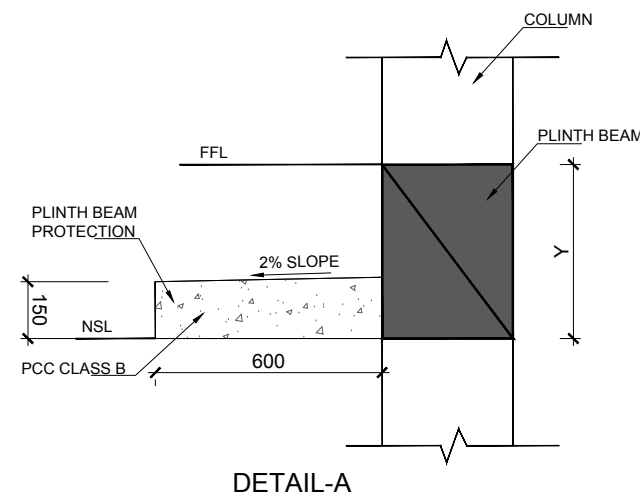 COLUMN
PLINTH BEAM
FFL
PLINTH BEAM
PROTECTION
2% SLOPE
Y
150
NSL
PCC CLASS B
600
DETAIL-A